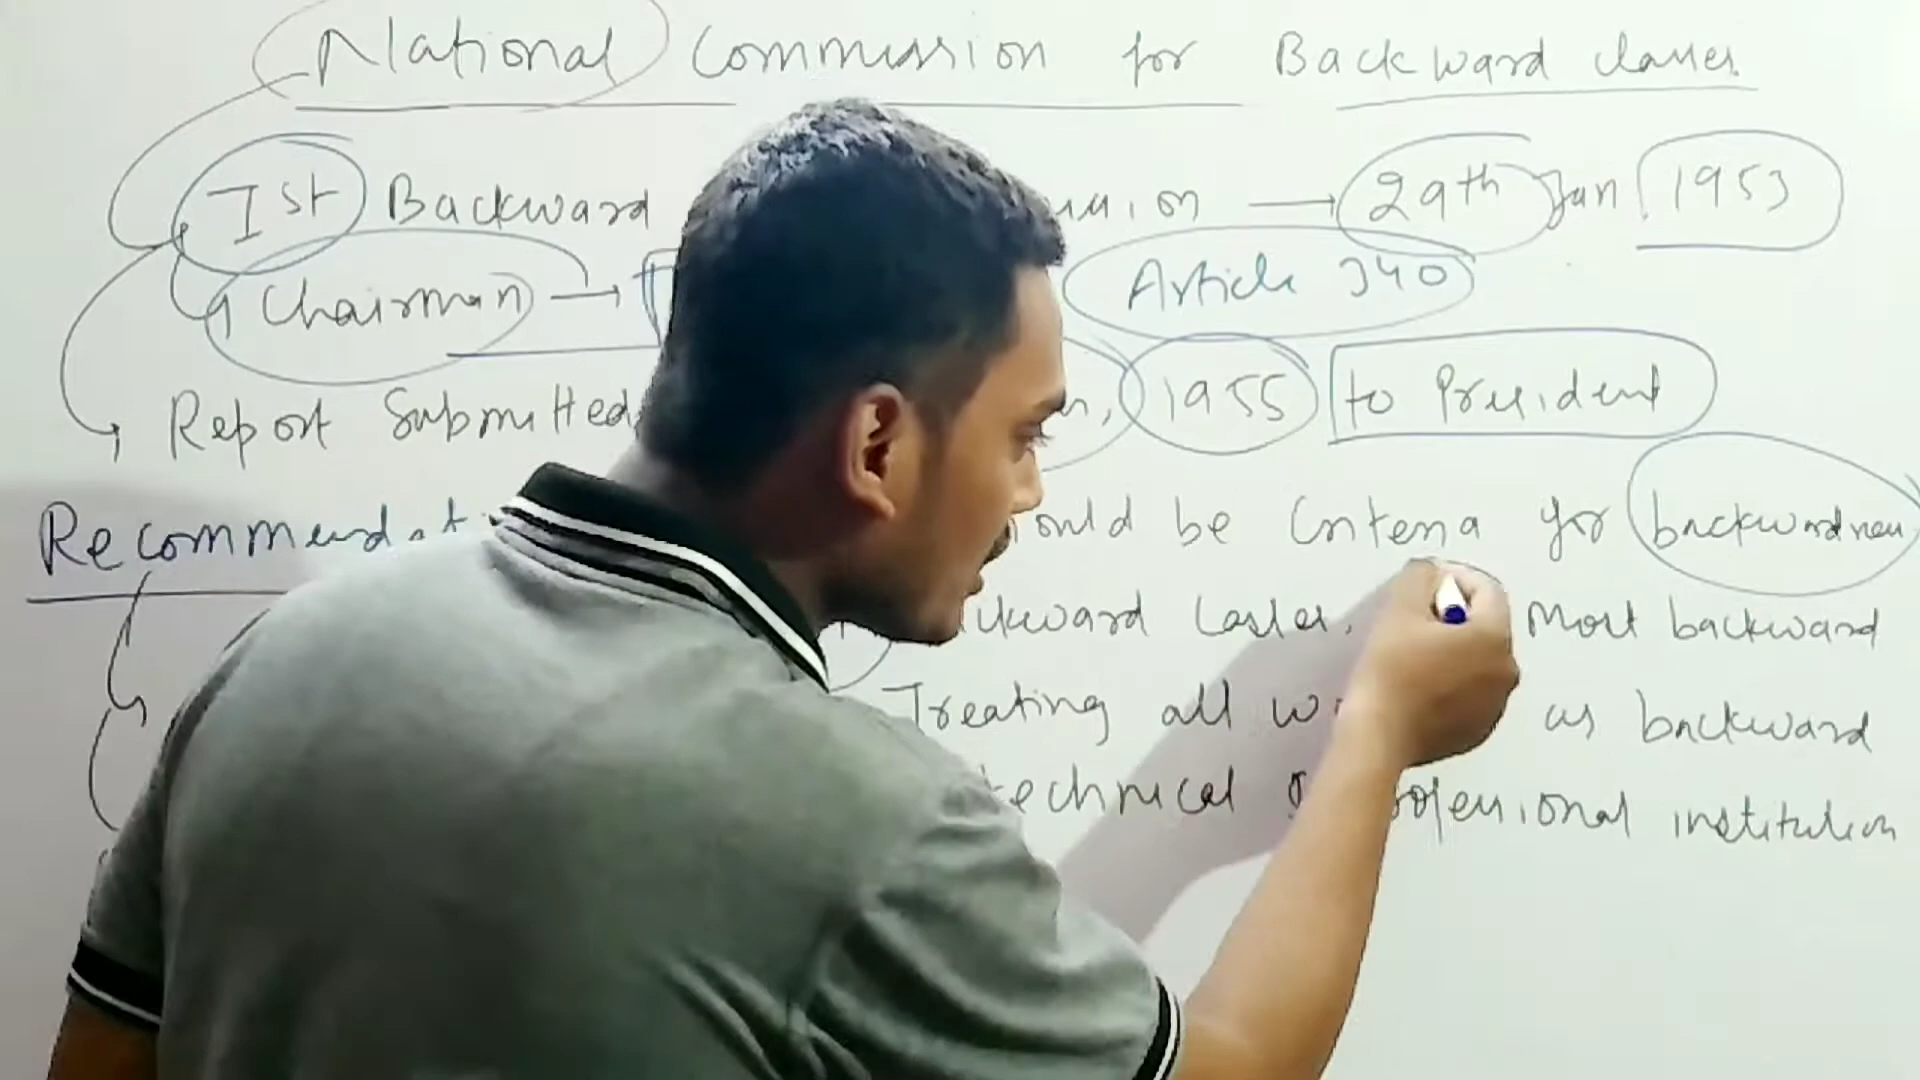 National Commission for Backward classes
Ist Backward ission → 29th Jan 1953
Chairman → Article 340
Report Submitted 1955 to President
Recommendat ould be Criteria for backwardness
ckward Castes, Most backward
Treating all as backward
technical professional institution